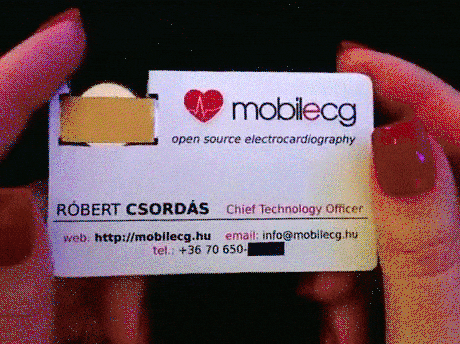 mobilecg
open source electrocardiography
RÓBERT CSORDÁS Chief Technology Officer
web: http://mobilecg.hu email: info@mobilecg.hu
tel.: +36 70 650-